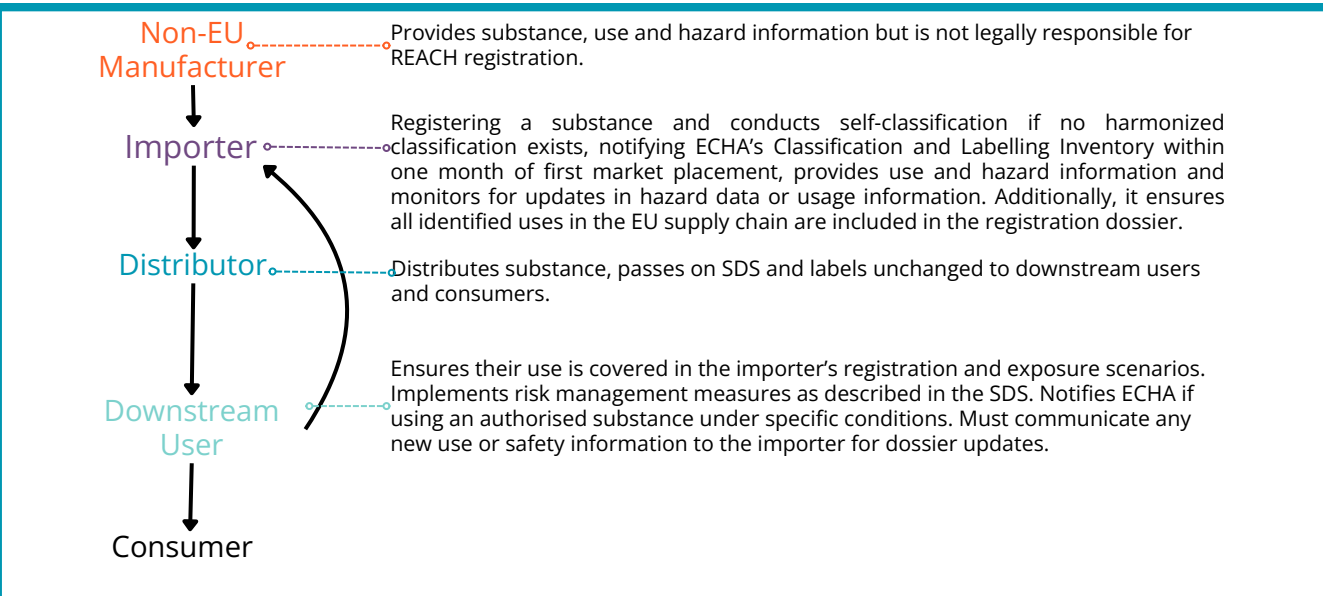 Non-EU
Manufacturer
Provides substance, use and hazard information but is not legally responsible for
REACH registration.
Importer
Registering a substance and conducts self-classification if no harmonized
classification exists, notifying ECHA's Classification and Labelling Inventory within
one month of first market placement, provides use and hazard information and
monitors for updates in hazard data or usage information. Additionally, it ensures
all identified uses in the EU supply chain are included in the registration dossier.
Distributor
Distributes substance, passes on SDS and labels unchanged to downstream users
and consumers.
Downstream
User
Ensures their use is covered in the importer's registration and exposure scenarios.
Implements risk management measures as described in the SDS. Notifies ECHA if
using an authorised substance under specific conditions. Must communicate any
new use or safety information to the importer for dossier updates.
Consumer